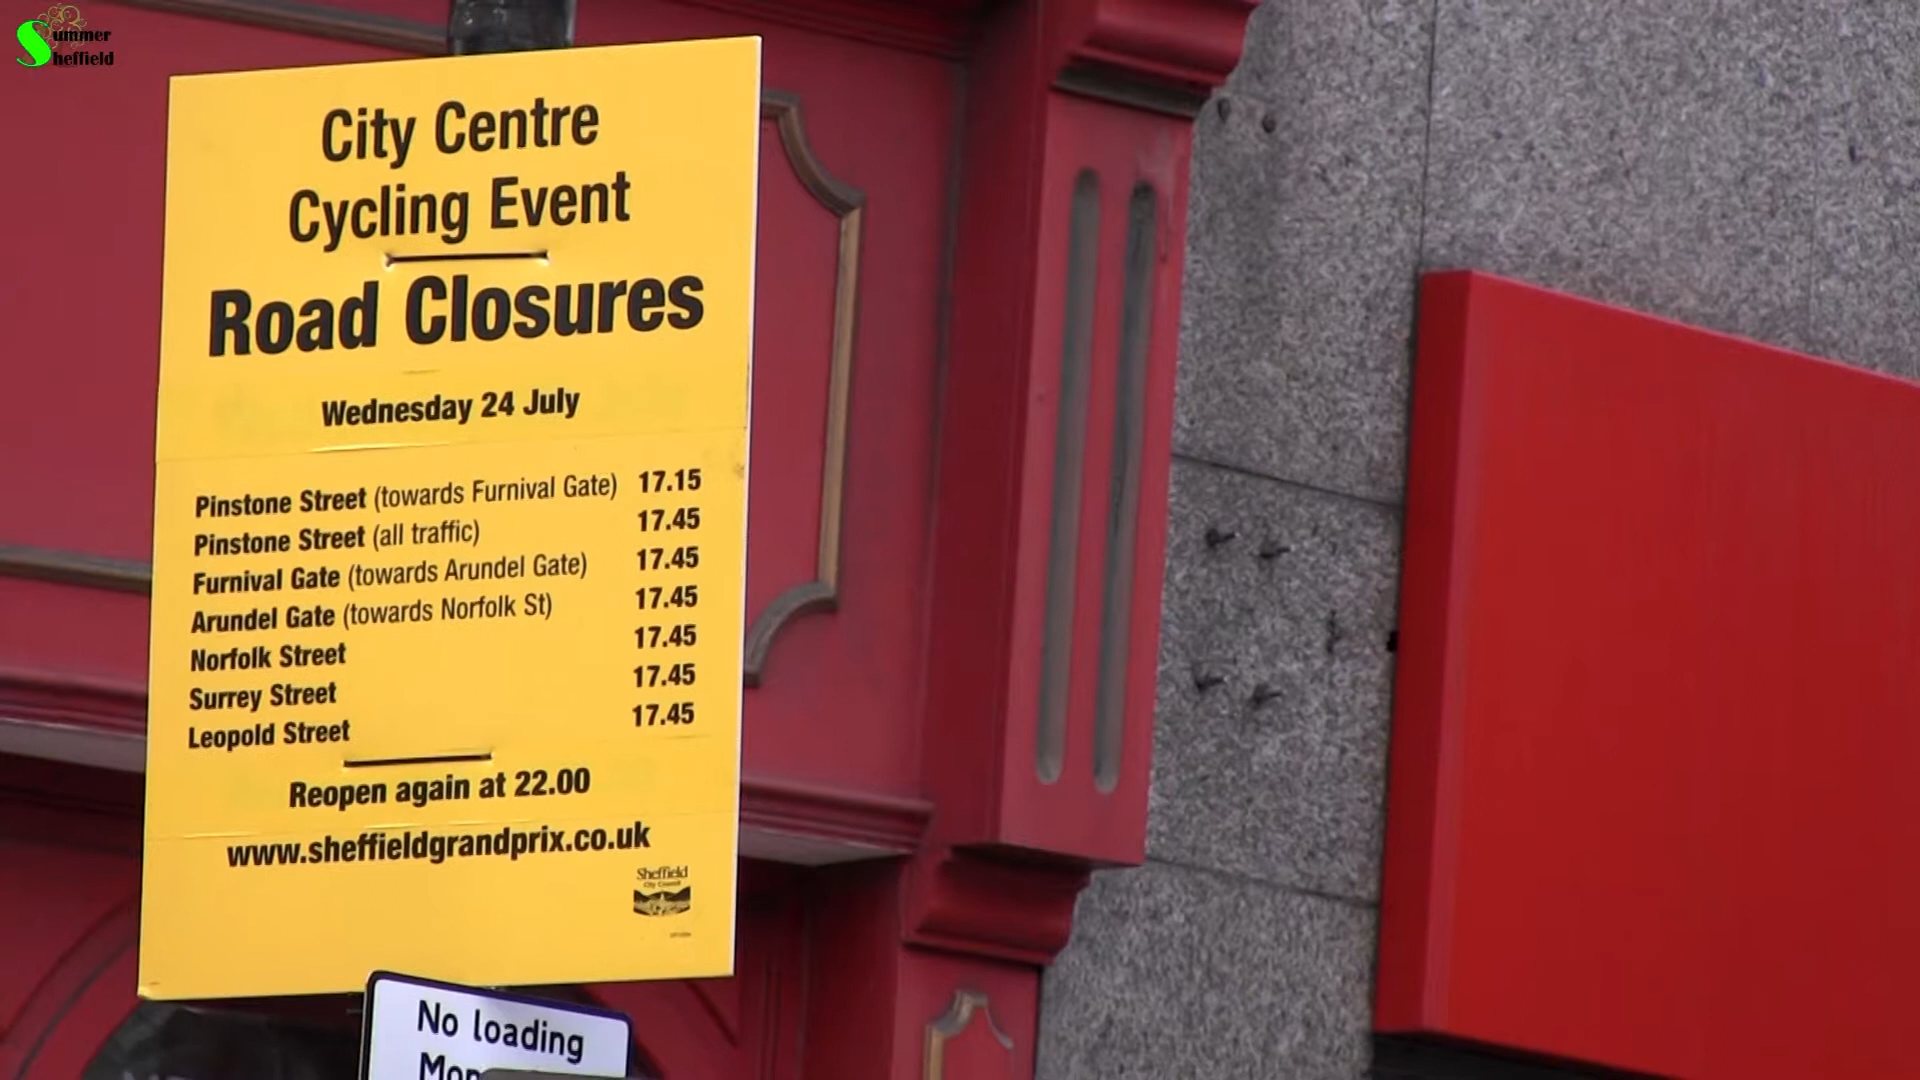 Summer
Sheffield
City Centre
Cycling Event
Road Closures
Wednesday 24 July
Pinstone Street (towards Furnival Gate) 17.15
Pinstone Street (all traffic) 17.45
Furnival Gate (towards Arundel Gate) 17.45
Arundel Gate (towards Norfolk St) 17.45
Norfolk Street 17.45
Surrey Street 17.45
Leopold Street 17.45
Reopen again at 22.00
www.sheffieldgrandprix.co.uk
Sheffield
City Council
No loading